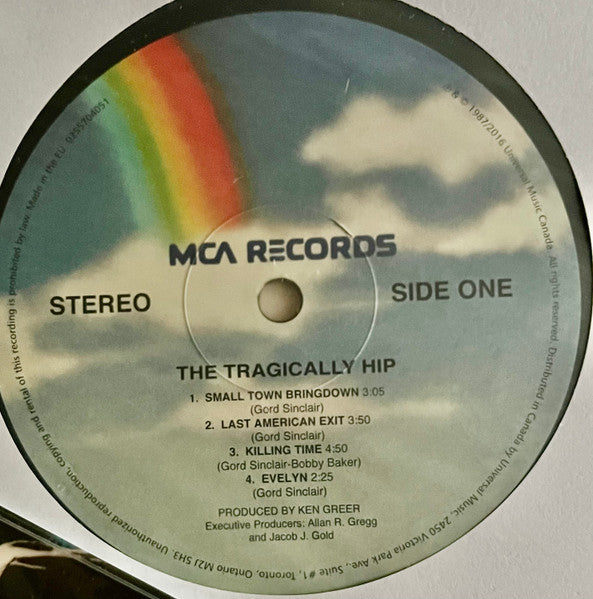 MCA RECORDS
STEREO
SIDE ONE
THE TRAGICALLY HIP
1. SMALL TOWN BRINGDOWN 3:05
(Gord Sinclair)
2. LAST AMERICAN EXIT 3:50
(Gord Sinclair)
3. KILLING TIME 4:50
(Gord Sinclair-Bobby Baker)
4. EVELYN 2:25
(Gord Sinclair)
PRODUCED BY KEN GREER
Executive Producers: Allan R. Gregg
and Jacob J. Gold
℗ & © 1987/2016 Universal Music Canada. All rights reserved. Distributed in Canada by Universal Music, 2450 Victoria Park Ave., Suite #1, Toronto, Ontario M2J 5H3. Unauthorized reproduction, copying and rental of this recording is prohibited by law. Made in the EU 0255704051